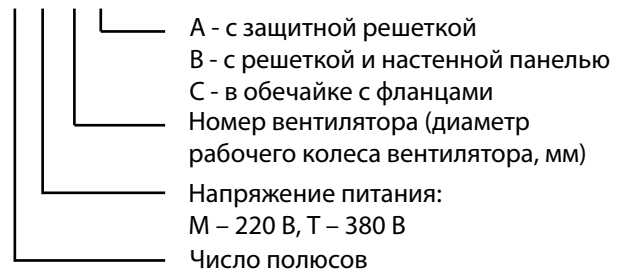 А - с защитной решеткой
В - с решеткой и настенной панелью
С - в обечайке с фланцами
Номер вентилятора (диаметр
рабочего колеса вентилятора, мм)
Напряжение питания:
М – 220 В, Т – 380 В
Число полюсов